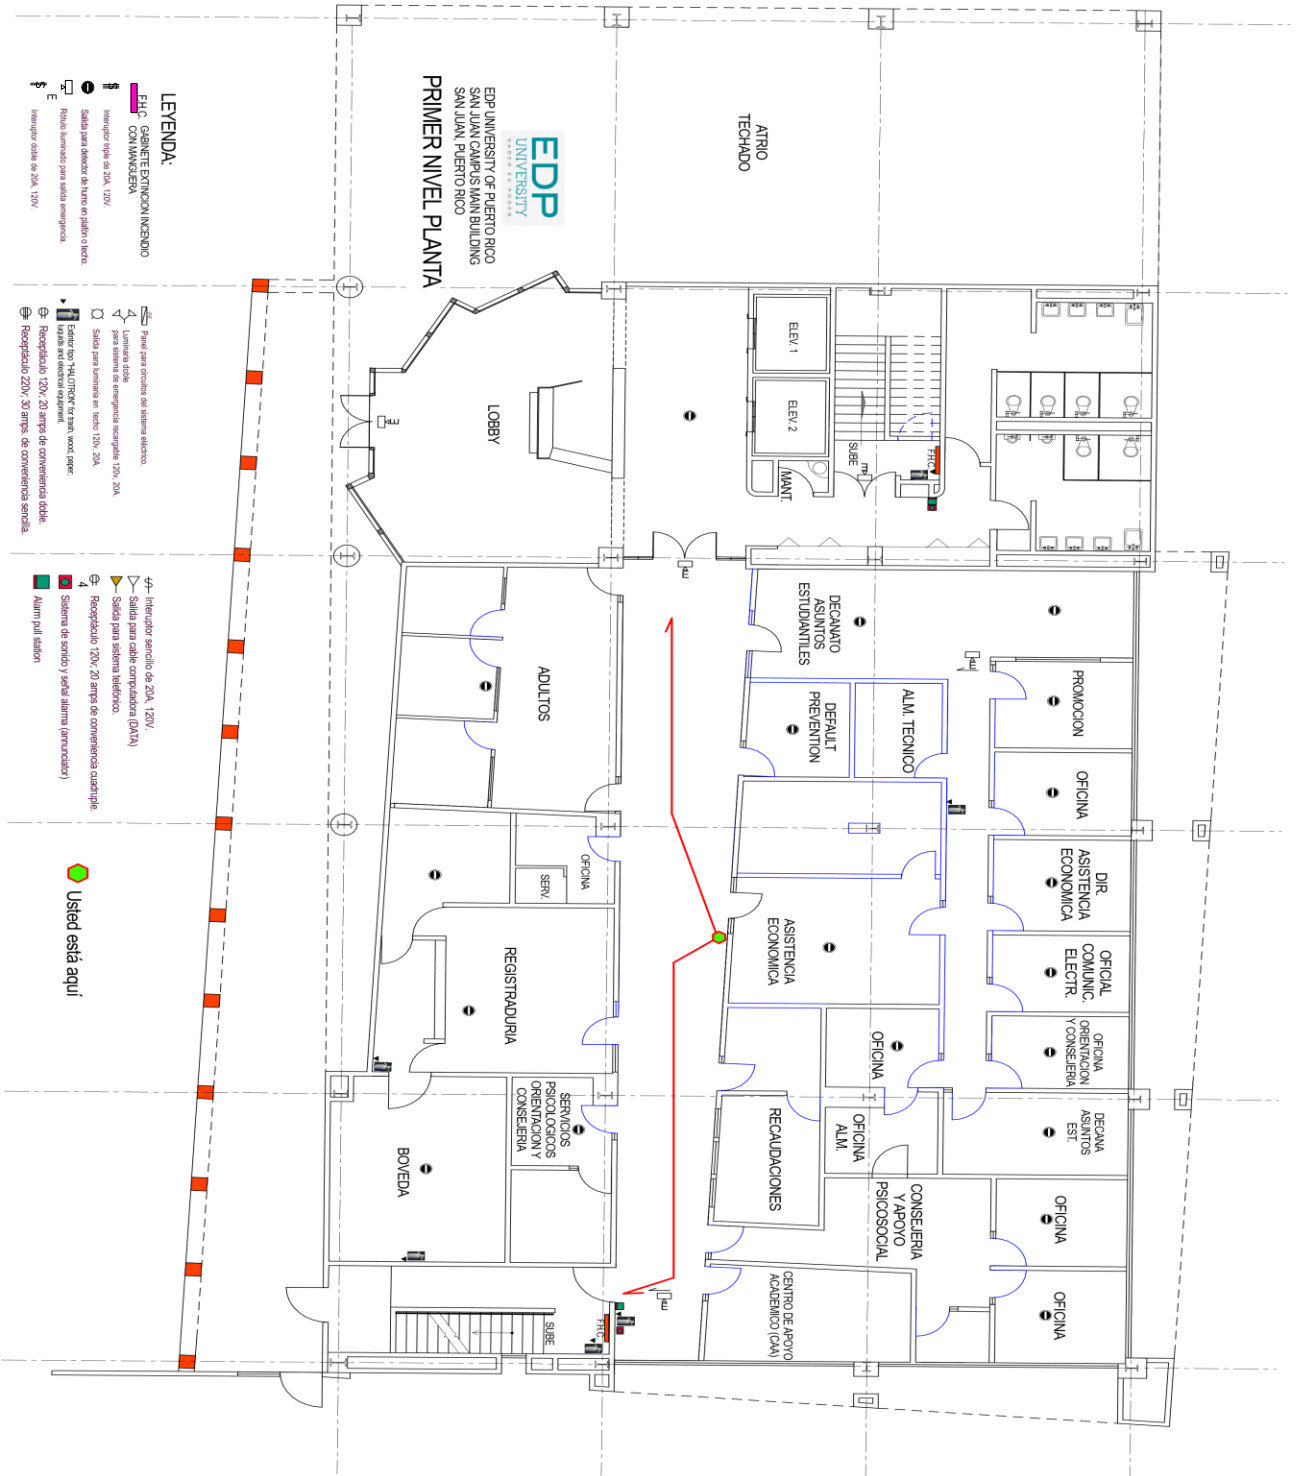 ATRIO
TECHADO
EDP
UNIVERSITY
SABER ES PODER
EDP UNIVERSITY OF PUERTO RICO
SAN JUAN CAMPUS MAIN BUILDING
SAN JUAN, PUERTO RICO
PRIMER NIVEL PLANTA
LEYENDA:
F.H.C. GABINETE EXTINCION INCENDIO
CON MANGUERA
Interruptor triple de 20A, 120V.
Salida para detector de humo en plafón o techo.
Rótulo iluminado para salida emergencia.
E
Interruptor doble de 20A, 120V.
Panel para circuitos del sistema eléctrico.
Luminaria doble
para sistema de emergencia recargable 120v, 20A.
Salida para luminaria en techo 120v, 20A.
Extintor tipo "HALOTRON" for trash, wood, paper,
liquids and electrical equipment.
Receptáculo 120v; 20 amps de conveniencia doble.
Receptáculo 220v; 30 amps. de conveniencia sencilla.
Interruptor sencillo de 20A, 120V.
Salida para cable computadora (DATA)
Salida para sistema telefónico.
4
Receptáculo 120v; 20 amps de conveniencia cuádruple.
Sistema de sonido y señal alarma (annunciator)
Alarm pull station
Usted está aquí
ELEV. 1
ELEV. 2
SUBE
F.H.C.
MANT.
E
LOBBY
E
E
DECANATO
ASUNTOS
ESTUDIANTILES
E
PROMOCION
ALM. TECNICO
DEFAULT
PREVENTION
ADULTOS
OFICINA
DIR.
ASISTENCIA
ECONOMICA
OFICINA
SERV.
ASISTENCIA
ECONOMICA
OFICIAL
COMUNIC.
ELECTR.
REGISTRADURIA
OFICINA
ORIENTACION
Y CONSEJERIA
OFICINA
DECANA
ASUNTOS
EST.
OFICINA
ALM.
RECAUDACIONES
SERVICIOS
PSICOLOGICOS
ORIENTACION Y
CONSEJERIA
BOVEDA
OFICINA
CONSEJERIA
Y APOYO
PSICOSOCIAL
OFICINA
CENTRO DE APOYO
ACADEMICO (CAA)
E
F.H.C.
SUBE